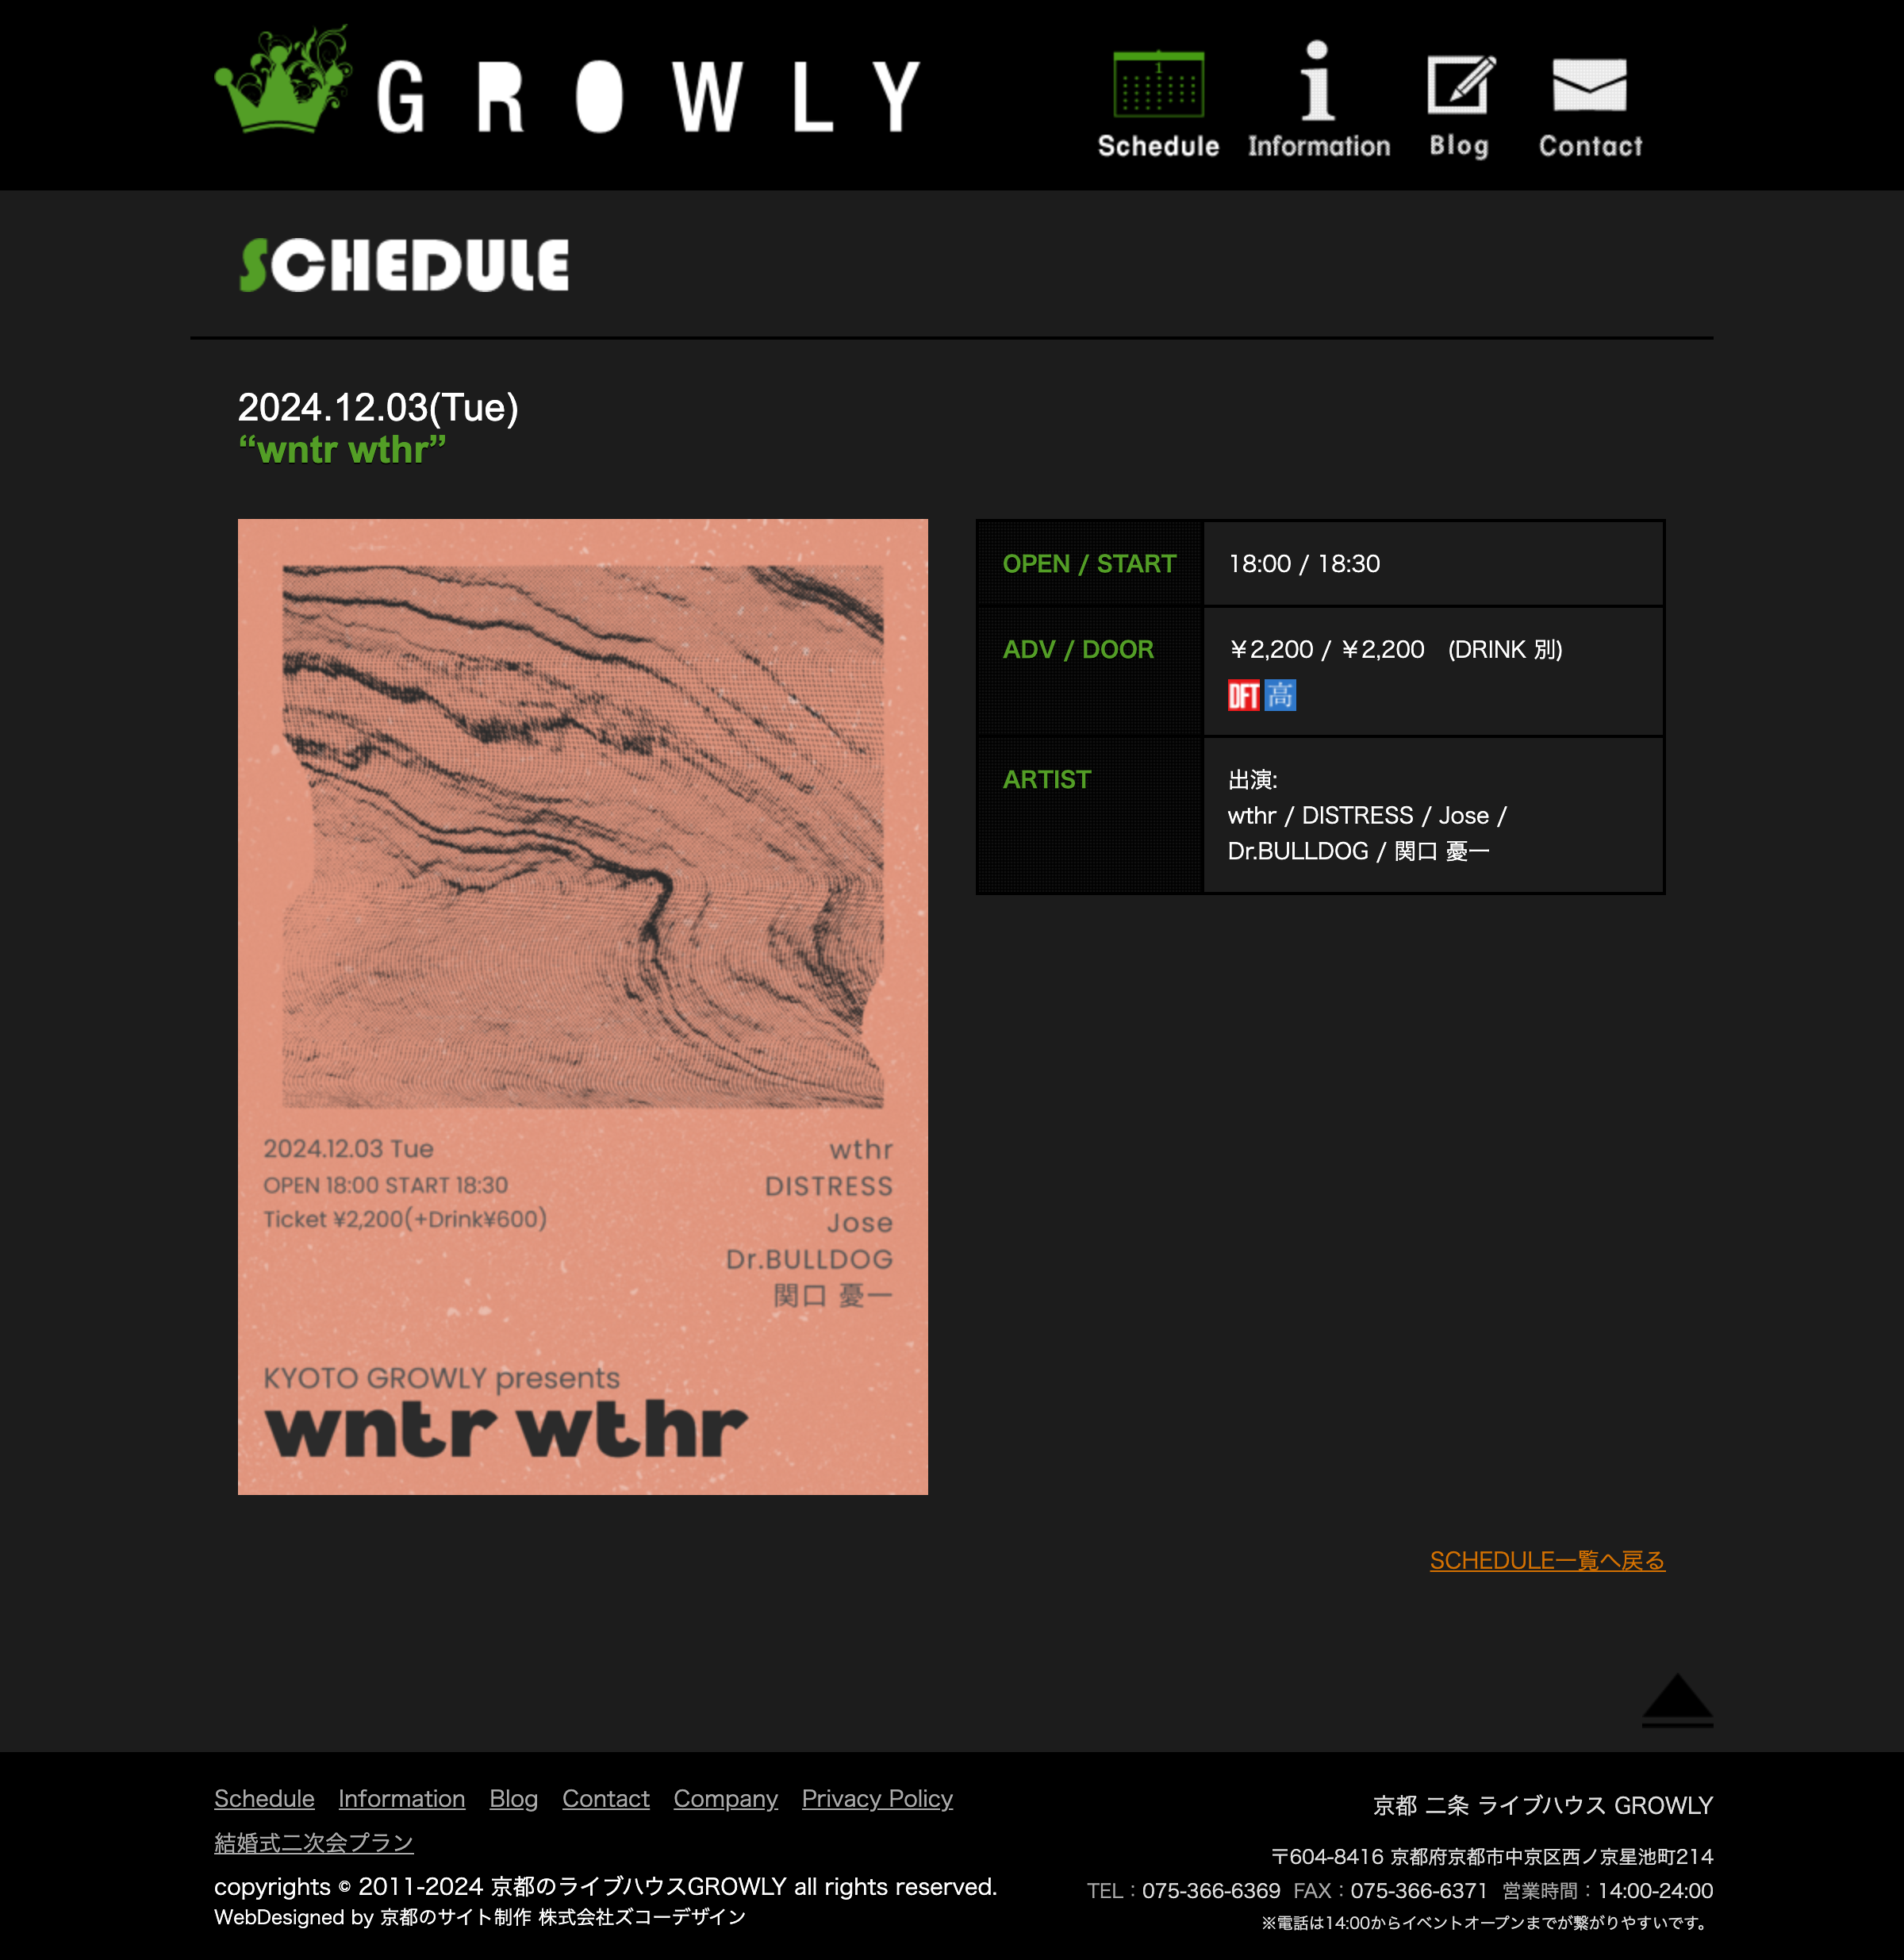 GROWLY
Schedule
Information
Blog
Contact
SCHEDULE
2024.12.03(Tue)
“wntr wthr”
2024.12.03 Tue
OPEN 18:00 START 18:30
Ticket ¥2,200(+Drink¥600)
wthr
DISTRESS
Jose
Dr.BULLDOG
関口 憂一
KYOTO GROWLY presents
wntr wthr
OPEN / START
18:00 / 18:30
ADV / DOOR
￥2,200 / ￥2,200　(DRINK 別)
DFT 高
ARTIST
出演:
wthr / DISTRESS / Jose /
Dr.BULLDOG / 関口 憂一
SCHEDULE一覧へ戻る
Schedule Information Blog Contact Company Privacy Policy
結婚式二次会プラン
copyrights © 2011-2024 京都のライブハウスGROWLY all rights reserved.
WebDesigned by 京都のサイト制作 株式会社ズコーデザイン
京都 二条 ライブハウス GROWLY
〒604-8416 京都府京都市中京区西ノ京星池町214
TEL：075-366-6369 FAX：075-366-6371 営業時間：14:00-24:00
※電話は14:00からイベントオープンまでが繋がりやすいです。